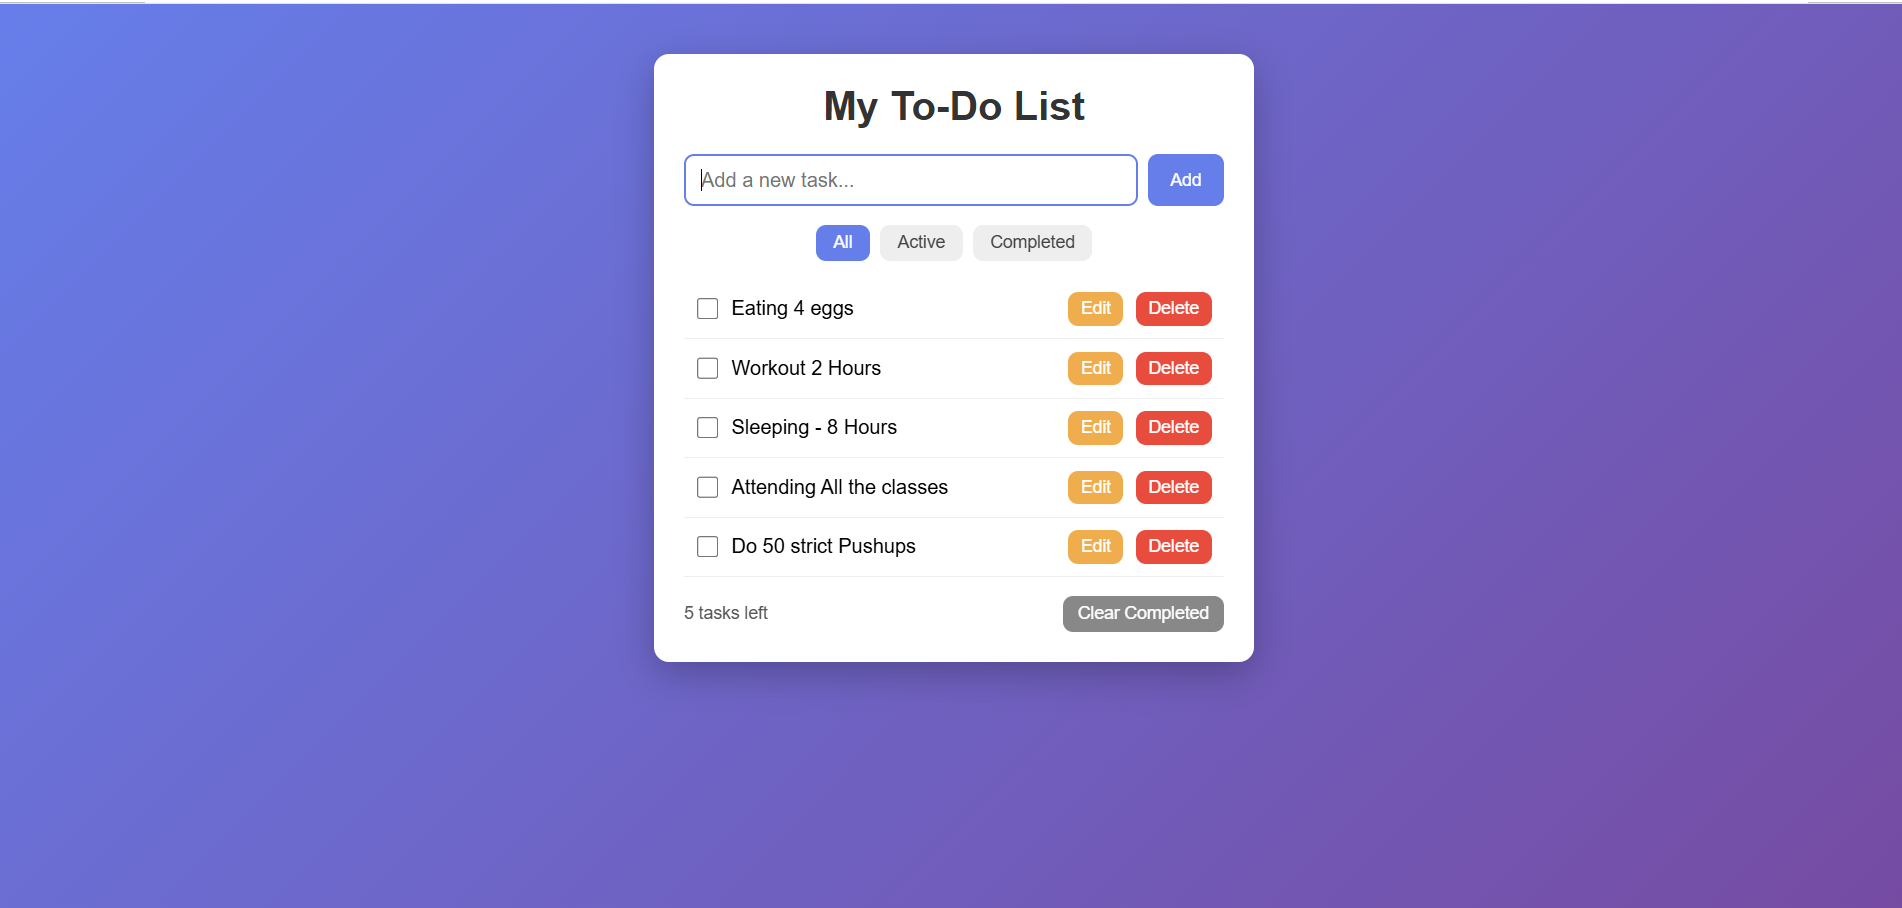 My To-Do List
Add a new task...
Add
All Active Completed
Eating 4 eggs Edit Delete
Workout 2 Hours Edit Delete
Sleeping - 8 Hours Edit Delete
Attending All the classes Edit Delete
Do 50 strict Pushups Edit Delete
5 tasks left Clear Completed